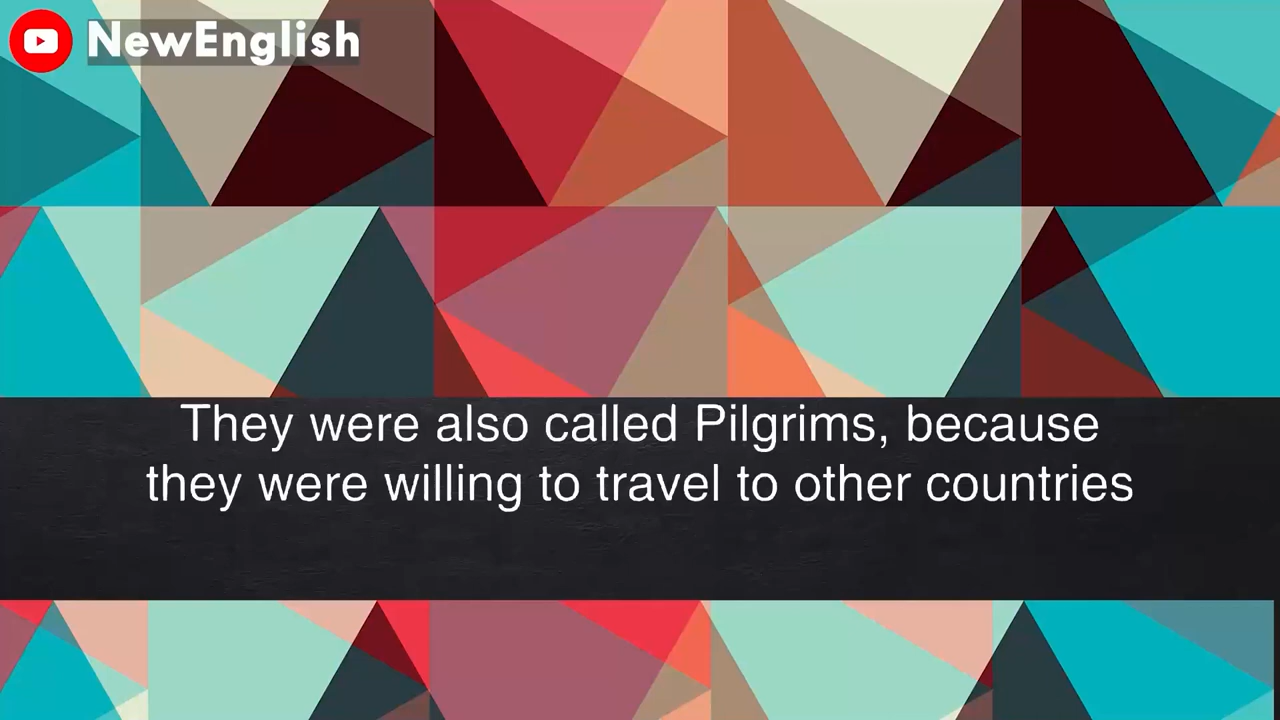 NewEnglish
They were also called Pilgrims, because
they were willing to travel to other countries